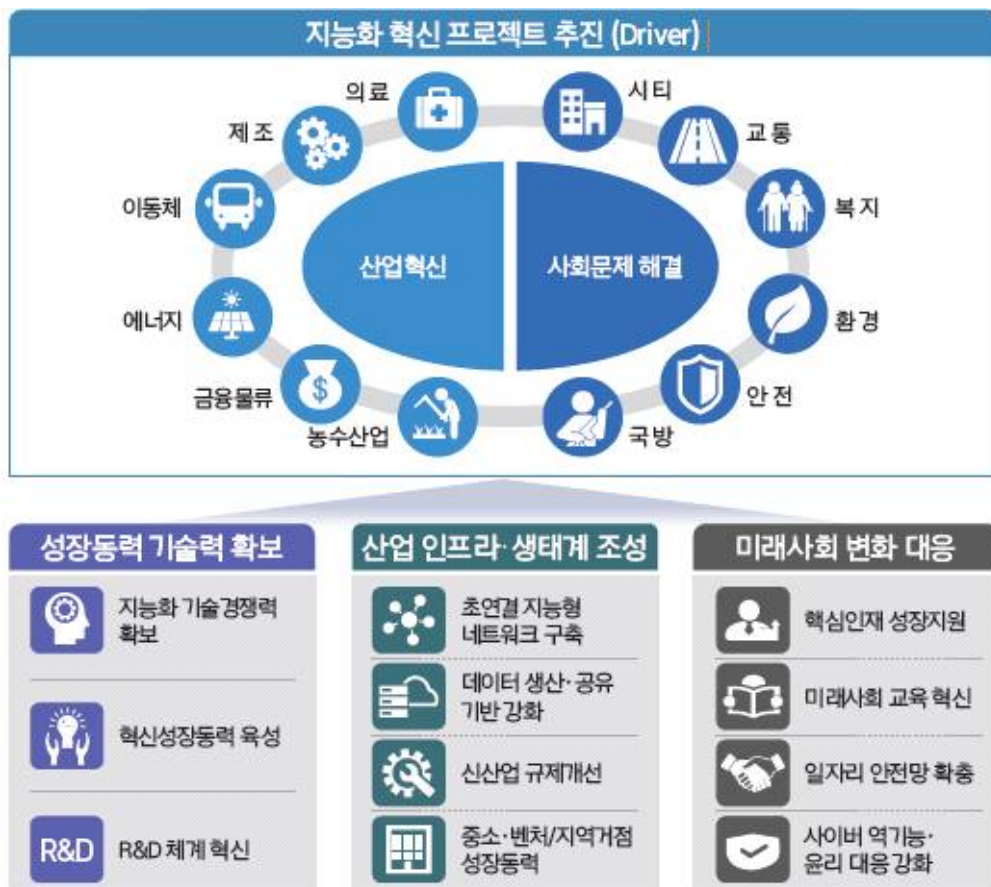 지능화 혁신 프로젝트 추진 (Driver)
의료
시티
제조
교통
이동체
복지
산업혁신
사회문제 해결
에너지
환경
금융물류
안전
농수산업
국방
성장동력 기술력 확보
지능화 기술경쟁력
확보
혁신성장동력 육성
R&D
R&D 체계 혁신
산업 인프라·생태계 조성
초연결 지능형
네트워크 구축
데이터 생산·공유
기반 강화
신산업 규제개선
중소·벤처/지역거점
성장동력
미래사회 변화 대응
핵심인재 성장지원
미래사회 교육 혁신
일자리 안전망 확충
사이버 역기능·
윤리 대응 강화